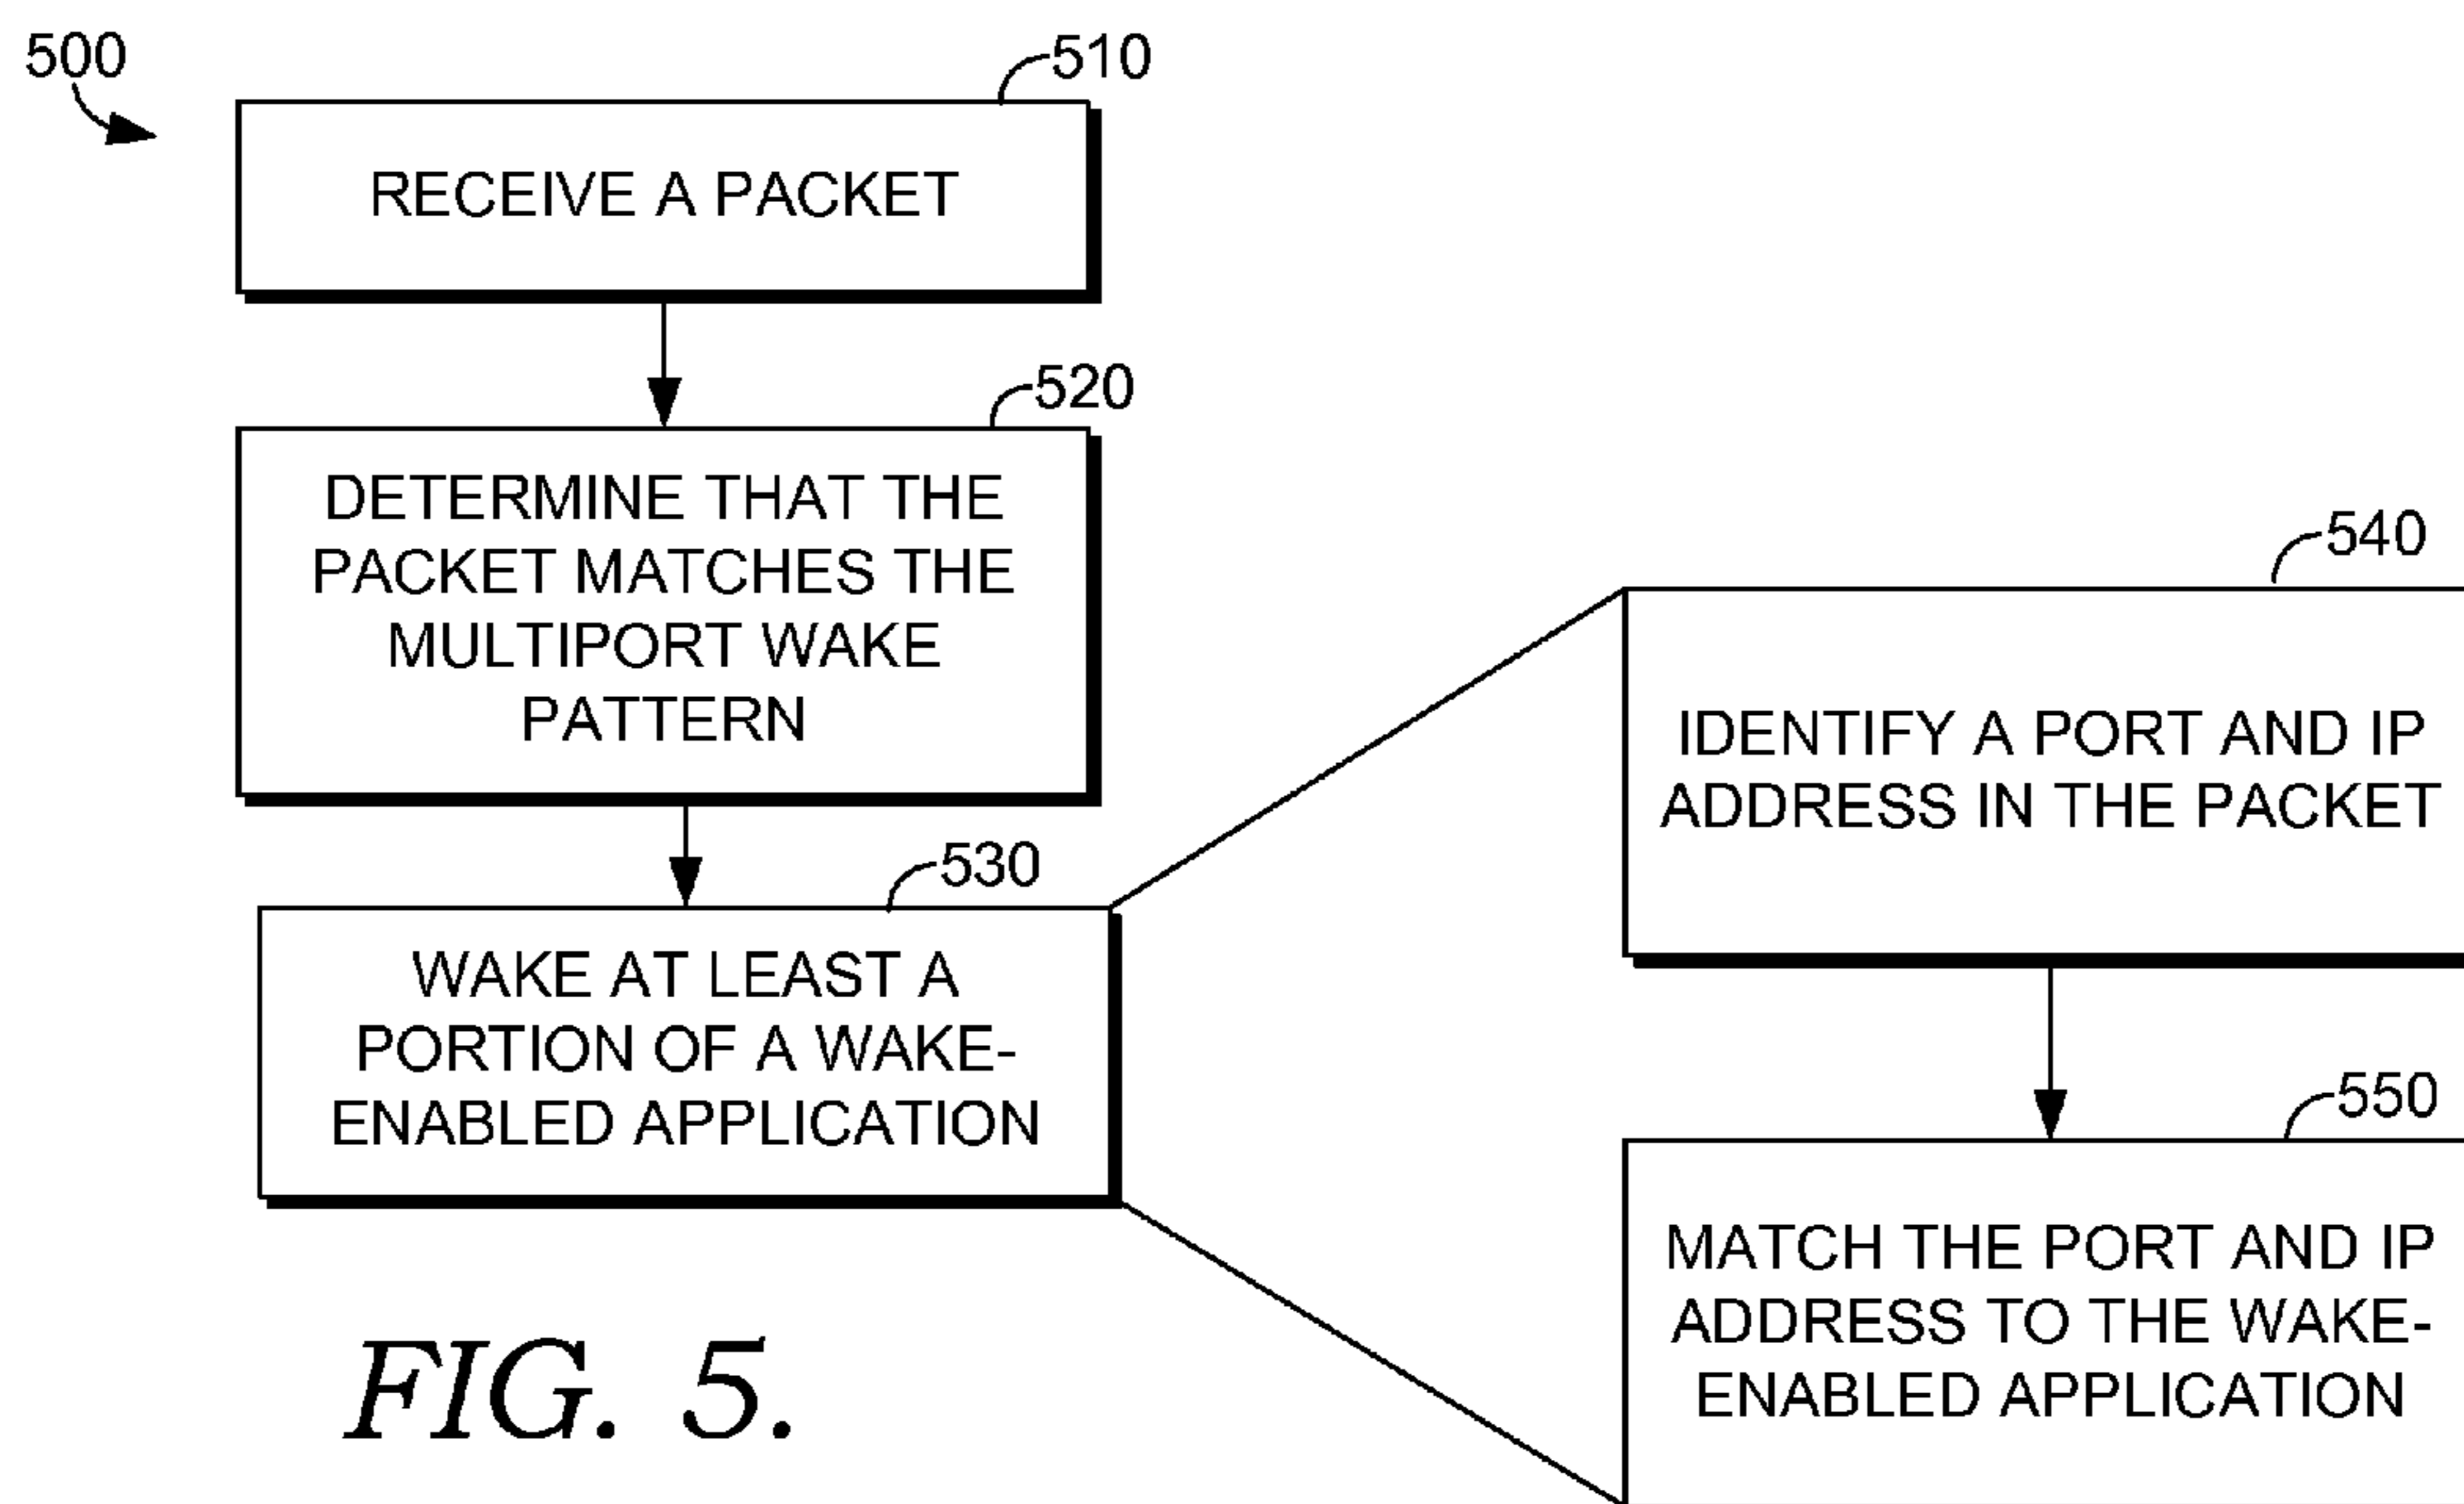 500
510
RECEIVE A PACKET
520
DETERMINE THAT THE
PACKET MATCHES THE
MULTIPORT WAKE
PATTERN
530
WAKE AT LEAST A
PORTION OF A WAKE-
ENABLED APPLICATION
540
IDENTIFY A PORT AND IP
ADDRESS IN THE PACKET
550
MATCH THE PORT AND IP
ADDRESS TO THE WAKE-
ENABLED APPLICATION
FIG. 5.